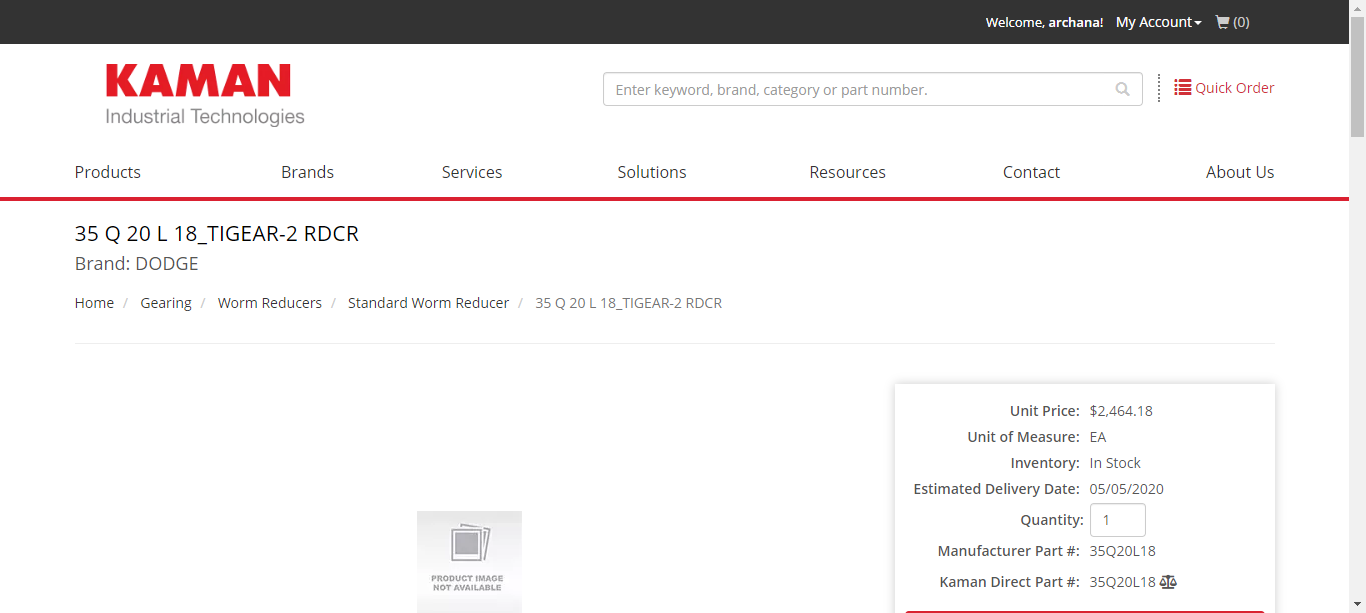 Welcome, archana! My Account (0)
KAMAN
Industrial Technologies
Enter keyword, brand, category or part number.
Quick Order
Products Brands Services Solutions Resources Contact About Us
35 Q 20 L 18_TIGEAR-2 RDCR
Brand: DODGE
Home / Gearing / Worm Reducers / Standard Worm Reducer / 35 Q 20 L 18_TIGEAR-2 RDCR
PRODUCT IMAGE
NOT AVAILABLE
Unit Price: $2,464.18
Unit of Measure: EA
Inventory: In Stock
Estimated Delivery Date: 05/05/2020
Quantity: 1
Manufacturer Part #: 35Q20L18
Kaman Direct Part #: 35Q20L18